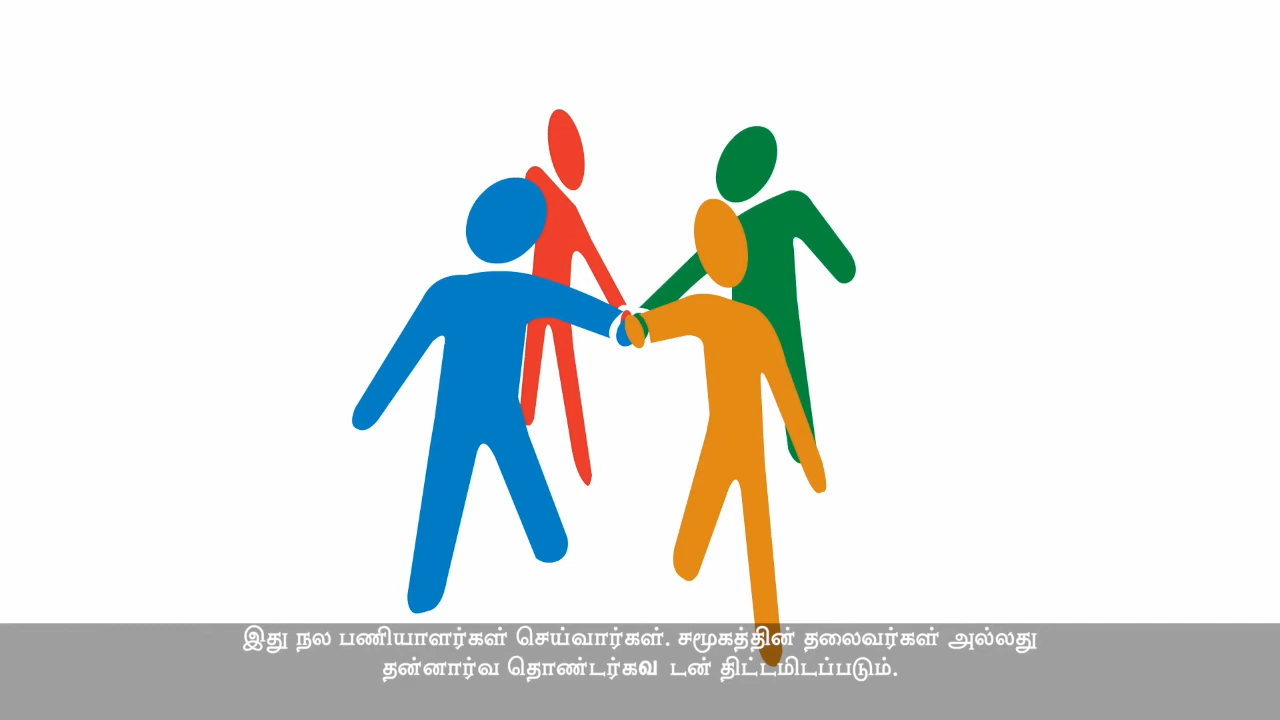 இது நல பணியாளர்கள் செய்வார்கள். சமூகத்தின் தலைவர்கள் அல்லது
தன்னார்வ தொண்டர்கவ டன் திட்டமிடப்படும்.